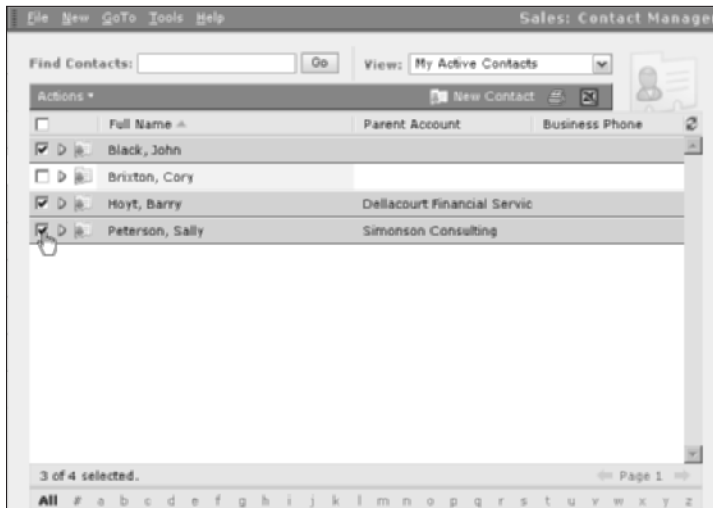 File New GoTo Tools Help Sales: Contact Manager
Find Contacts: Go View: My Active Contacts
Actions New Contact
Full Name Parent Account Business Phone
Black, John
Brixton, Cory
Hoyt, Barry Dellacourt Financial Servic
Peterson, Sally Simonson Consulting
3 of 4 selected. Page 1
All # a b c d e f g h i j k l m n o p q r s t u v w x y z